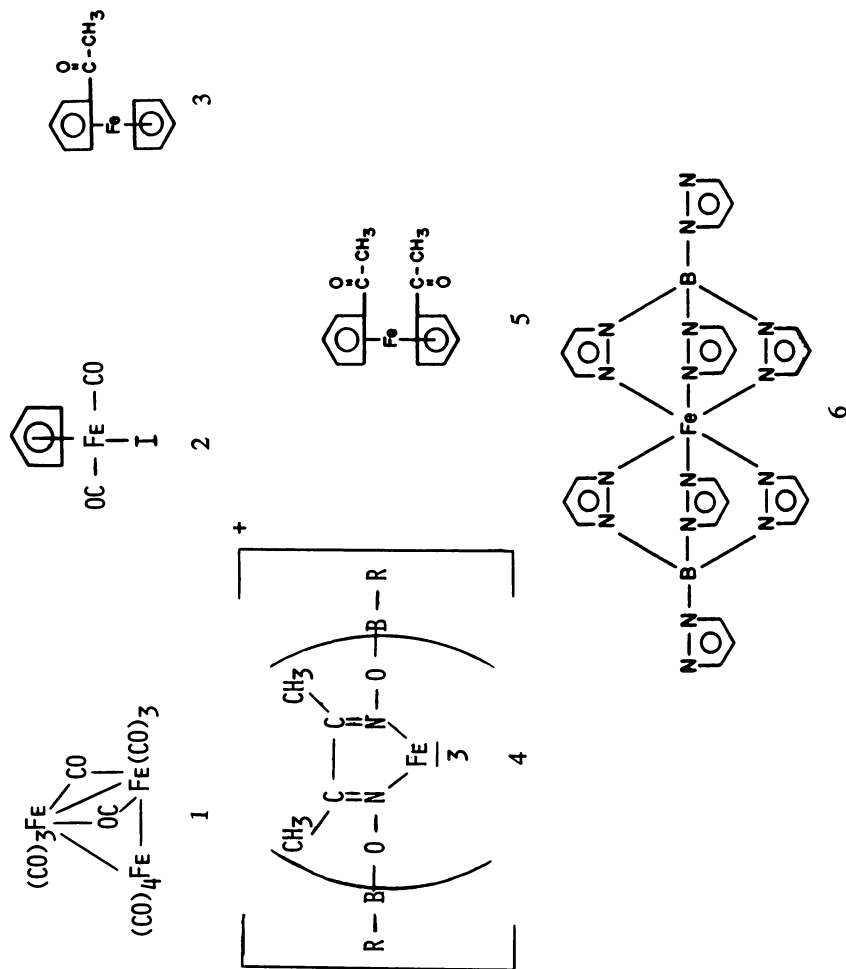 (CO)3FE
CO
OC
FE(CO)3
(CO)4FE
1
OC — FE — CO
I
2
O
C-CH3
Fe
3
+
CH3 CH3
C — C
R — B — O — N N — O — B — R
FE
3
4
O
C-CH3
Fe
C-CH3
O
5
N — N N — N
N — N — B — N — N — Fe — N — N — B — N — N
N — N N — N
6